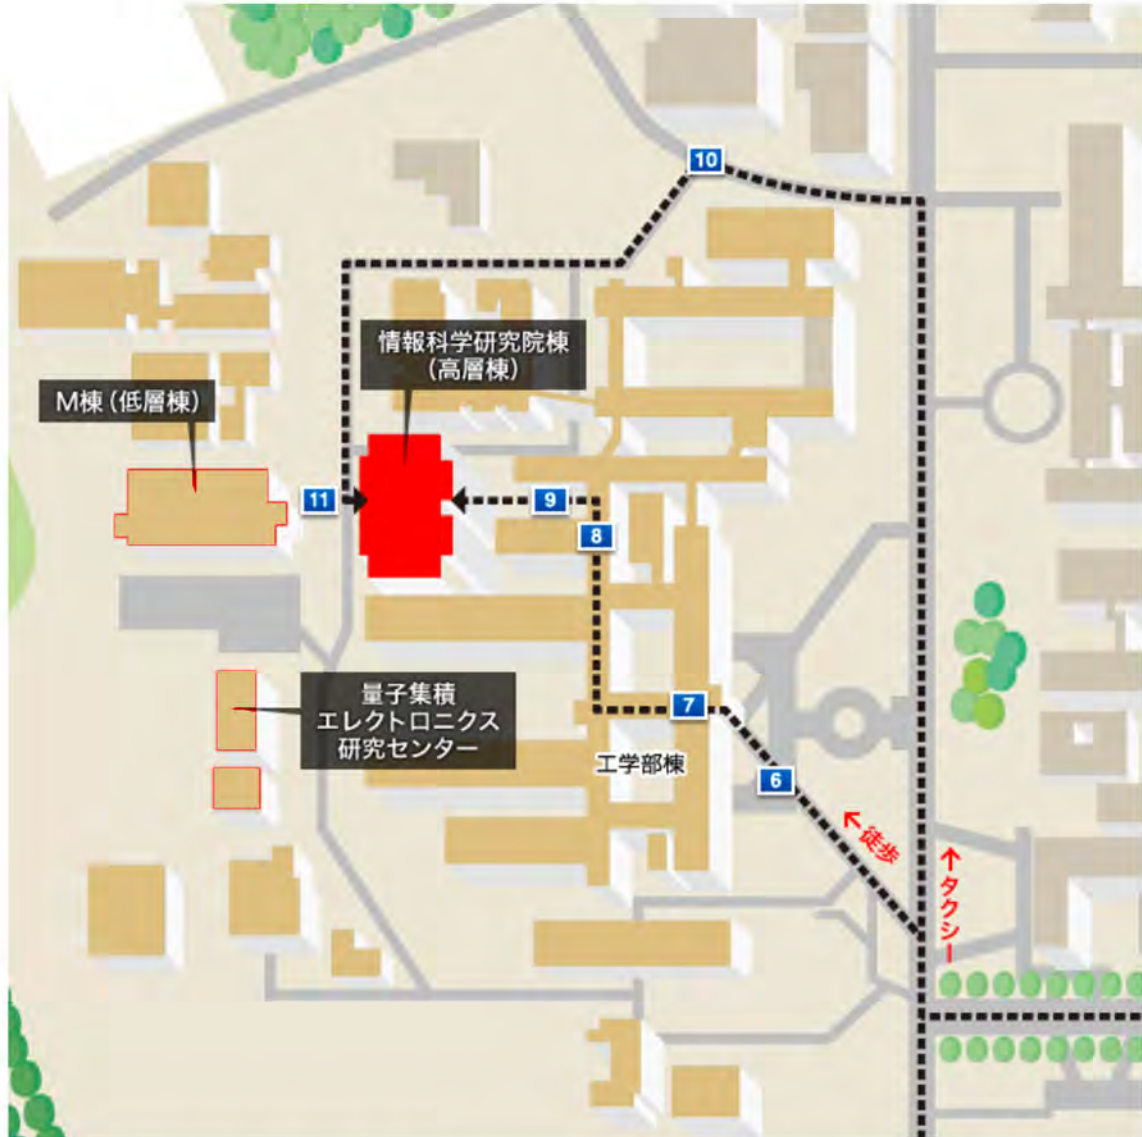 10
情報科学研究院棟
（高層棟）
M棟（低層棟）
11
9
8
量子集積
エレクトロニクス
研究センター
7
工学部棟
6
←徒歩
↑タクシー